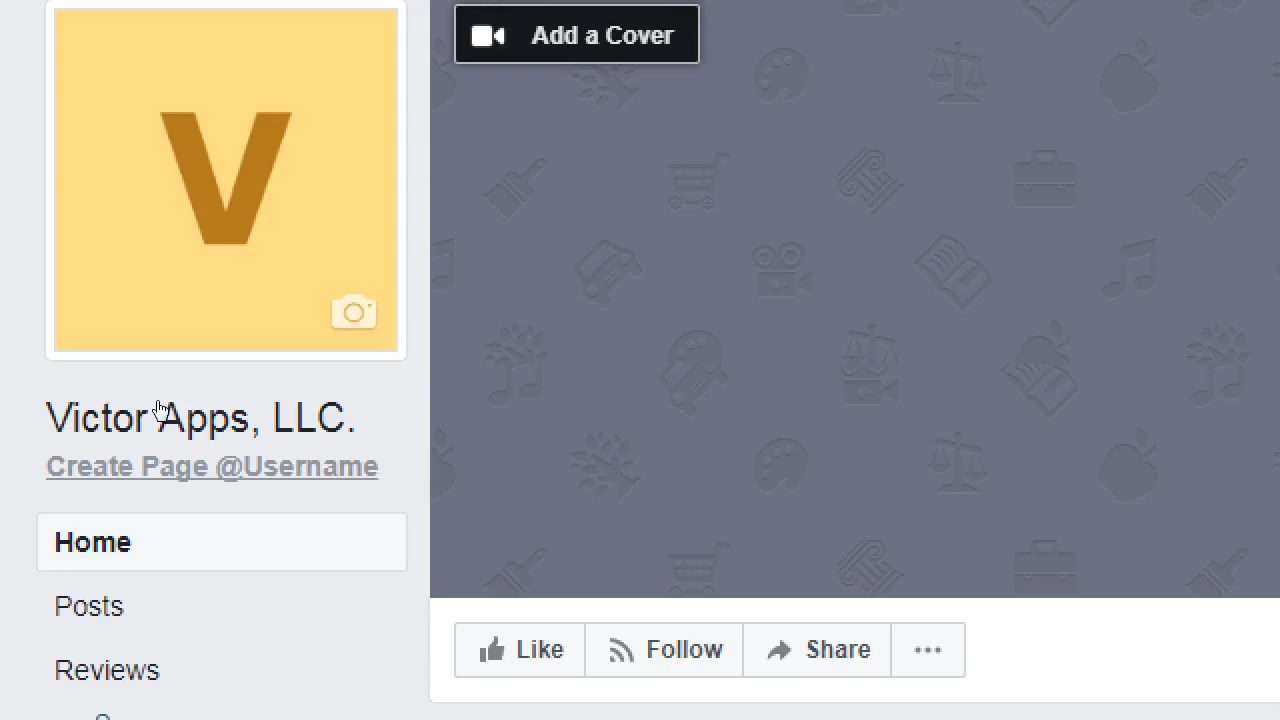 Add a Cover
V
Victor Apps, LLC.
Create Page @Username
Home
Posts
Reviews
Like Follow Share